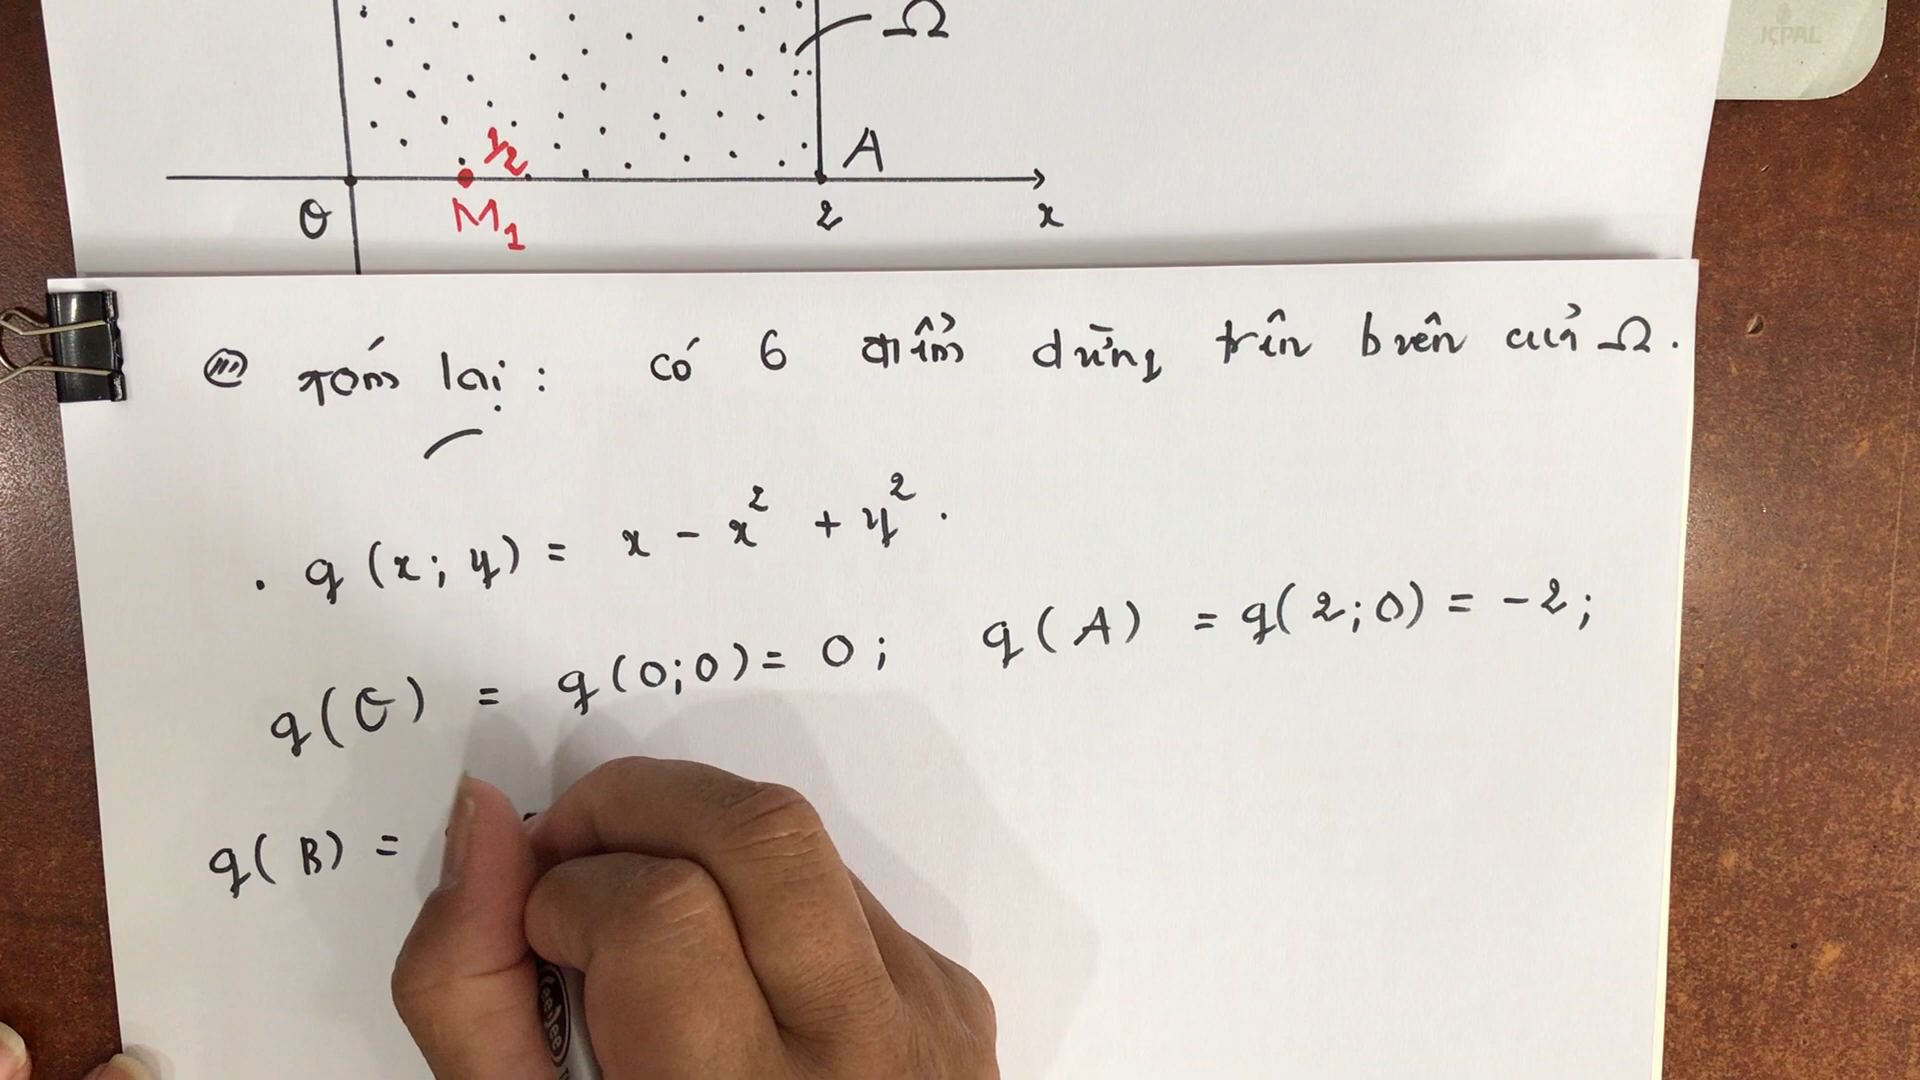 ICPAL
Ω
1/2
A
O
M₁
2
x
Tóm lại : có 6 điểm dừng trên biên của Ω.
. g (x; y) = x - x² + y² .
g(O) = g(0;0) = 0 ; g(A) = g(2;0) = -2 ;
g(B) =